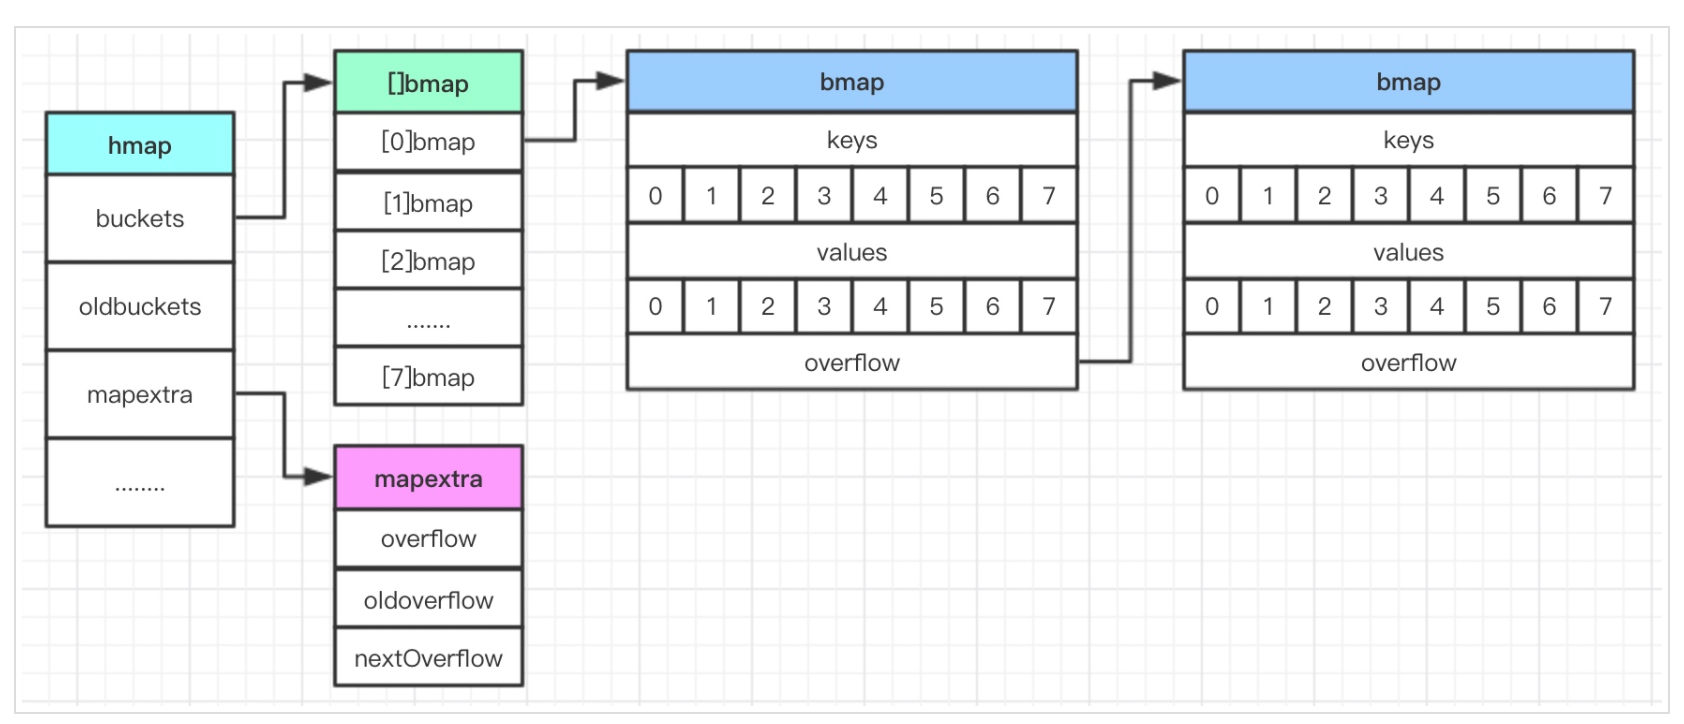 hmap
buckets
oldbuckets
mapextra
........
[]bmap
[0]bmap
[1]bmap
[2]bmap
.......
[7]bmap
mapextra
overflow
oldoverflow
nextOverflow
bmap
keys
0 1 2 3 4 5 6 7
values
0 1 2 3 4 5 6 7
overflow
bmap
keys
0 1 2 3 4 5 6 7
values
0 1 2 3 4 5 6 7
overflow